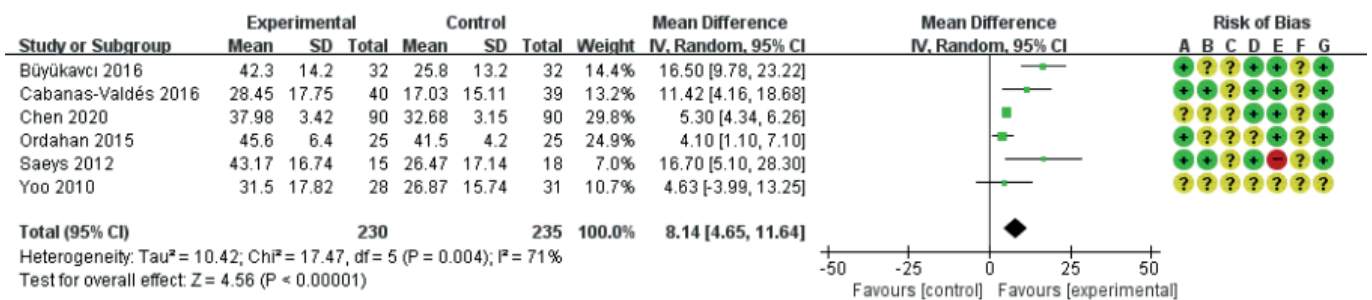 Experimental Control Mean Difference Mean Difference Risk of Bias
Study or Subgroup Mean SD Total Mean SD Total Weight IV, Random, 95% CI IV, Random, 95% CI A B C D E F G
Büyükavcı 2016 42.3 14.2 32 25.8 13.2 32 14.4% 16.50 [9.78, 23.22] + ? ? + + ? +
Cabanas-Valdés 2016 28.45 17.75 40 17.03 15.11 39 13.2% 11.42 [4.16, 18.68] + + ? + + ? +
Chen 2020 37.98 3.42 90 32.68 3.15 90 29.8% 5.30 [4.34, 6.26] ? ? ? + + ? +
Ordahan 2015 45.6 6.4 25 41.5 4.2 25 24.9% 4.10 [1.10, 7.10] + ? ? ? + ? +
Saeys 2012 43.17 16.74 15 26.47 17.14 18 7.0% 16.70 [5.10, 28.30] + + ? + − ? +
Yoo 2010 31.5 17.82 28 26.87 15.74 31 10.7% 4.63 [-3.99, 13.25] ? ? ? ? ? ? ?
Total (95% CI) 230 235 100.0% 8.14 [4.65, 11.64]
Heterogeneity: Tau² = 10.42; Chi² = 17.47, df = 5 (P = 0.004); I² = 71%
Test for overall effect: Z = 4.56 (P < 0.00001)
-50 -25 0 25 50
Favours [control] Favours [experimental]